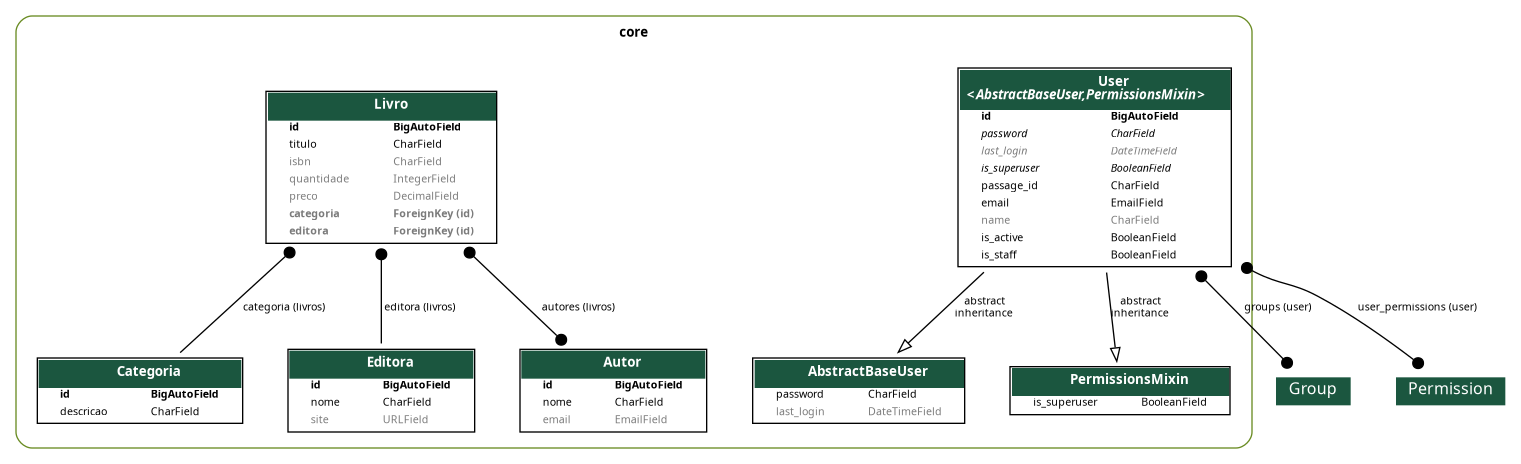 core
Livro
id BigAutoField
titulo CharField
isbn CharField
quantidade IntegerField
preco DecimalField
categoria ForeignKey (id)
editora ForeignKey (id)
User
<AbstractBaseUser,PermissionsMixin>
id BigAutoField
password CharField
last_login DateTimeField
is_superuser BooleanField
passage_id CharField
email EmailField
name CharField
is_active BooleanField
is_staff BooleanField
categoria (livros)
editora (livros)
autores (livros)
abstract
inheritance
abstract
inheritance
groups (user)
user_permissions (user)
Categoria
id BigAutoField
descricao CharField
Editora
id BigAutoField
nome CharField
site URLField
Autor
id BigAutoField
nome CharField
email EmailField
AbstractBaseUser
password CharField
last_login DateTimeField
PermissionsMixin
is_superuser BooleanField
Group
Permission